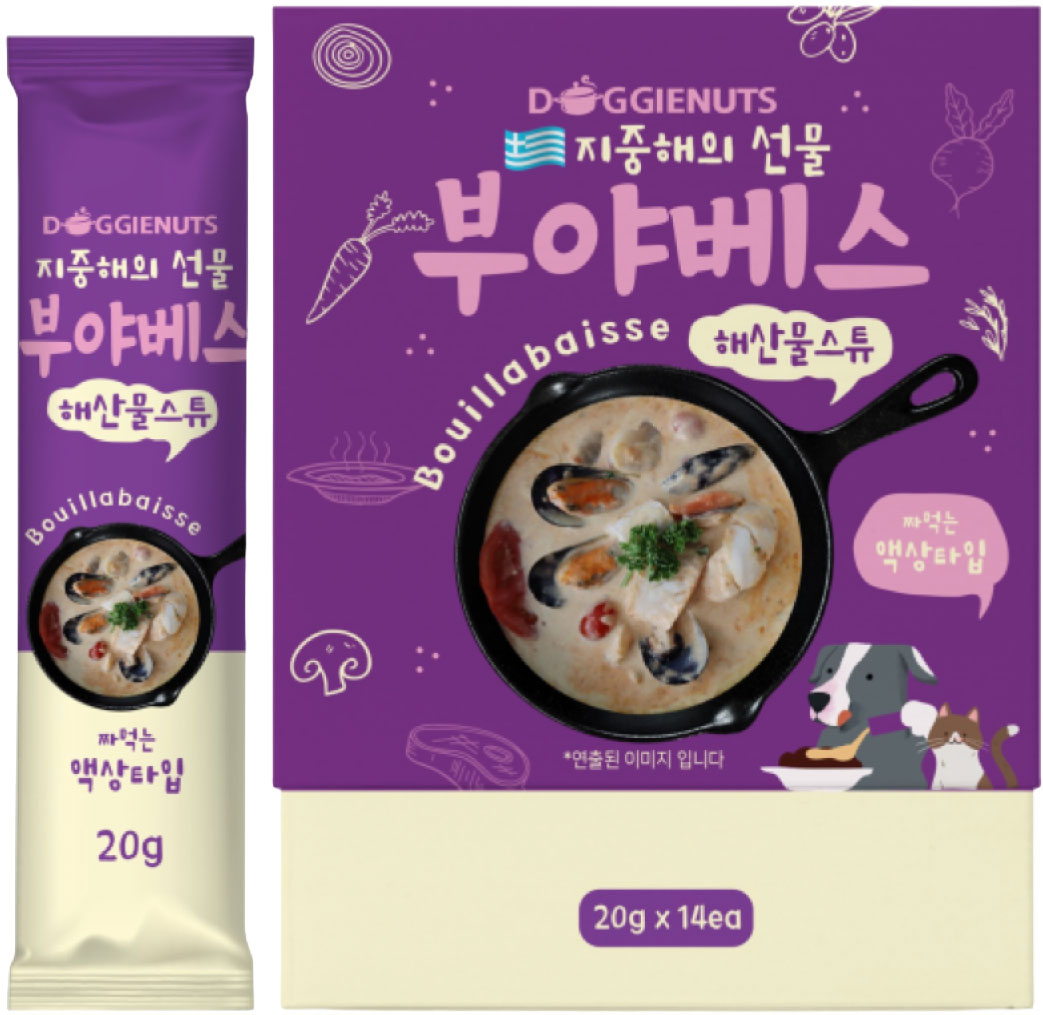 DOGGIENUTS
지중해의 선물
부야베스
해산물스튜
Bouillabaisse
짜먹는
액상타입
20g
DOGGIENUTS
지중해의 선물
부야베스
해산물스튜
Bouillabaisse
짜먹는
액상타입
*연출된 이미지 입니다
20g x 14ea